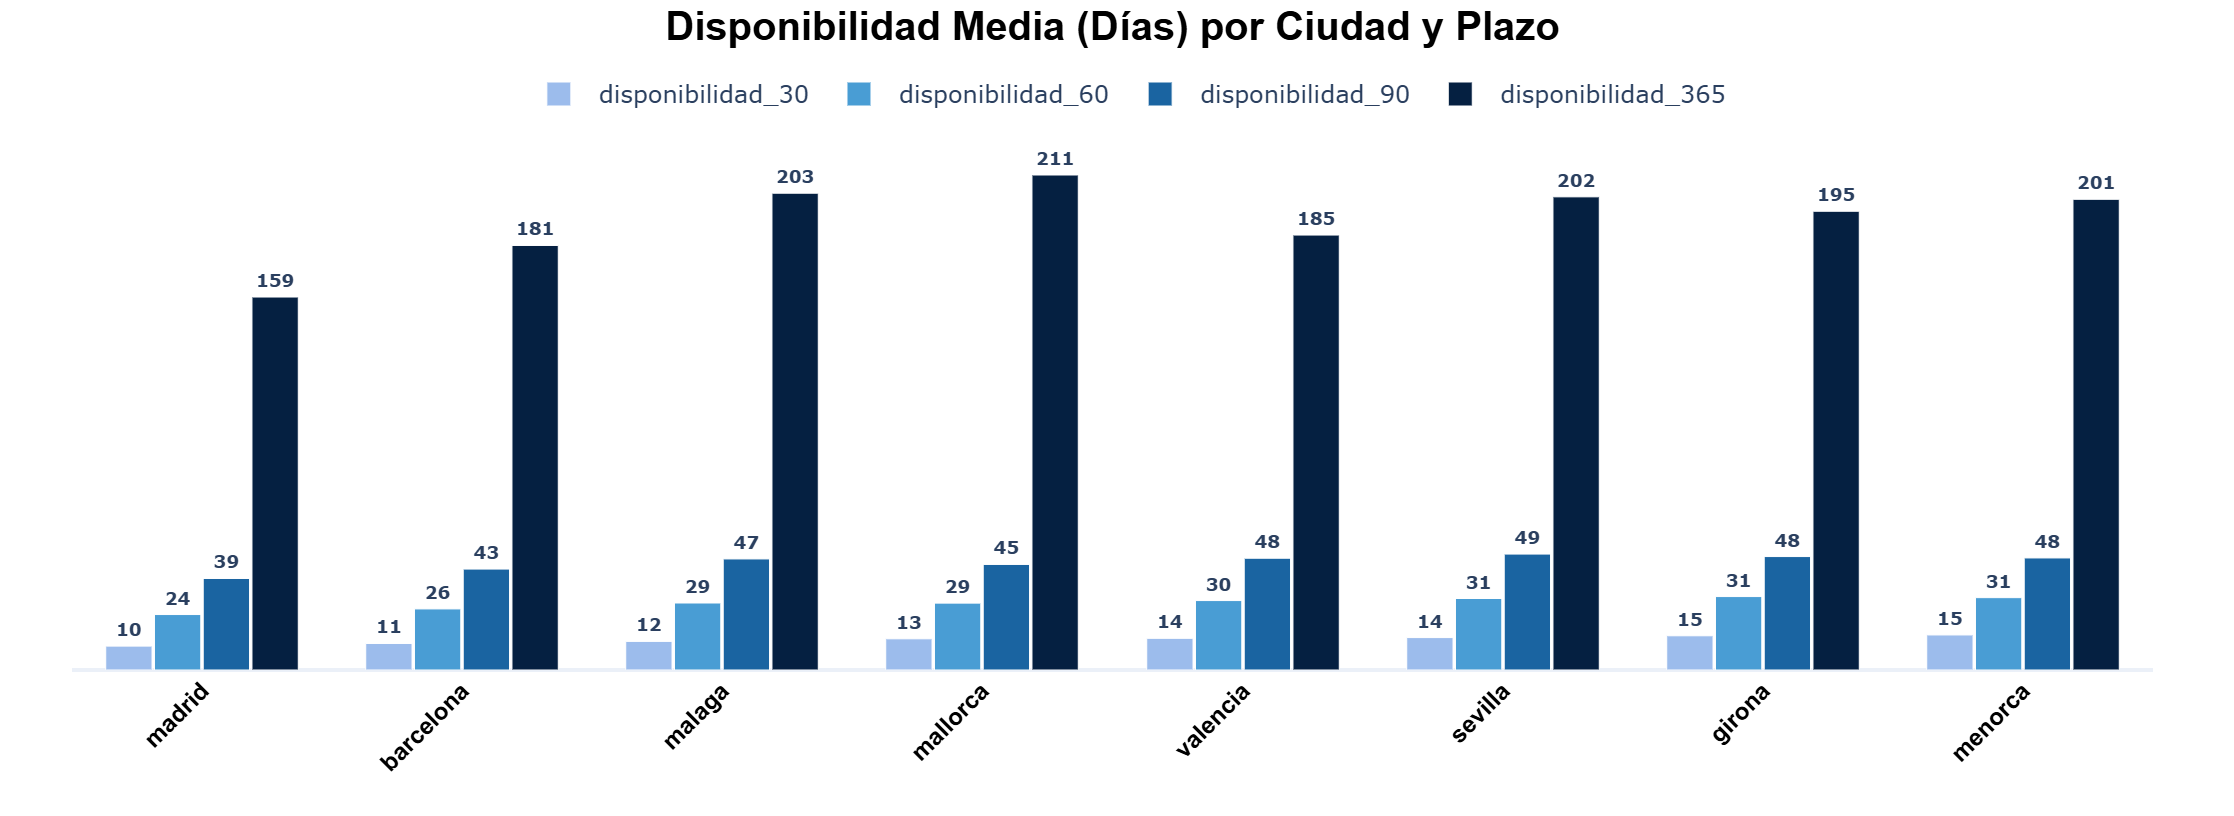 Disponibilidad Media (Días) por Ciudad y Plazo
disponibilidad_30 disponibilidad_60 disponibilidad_90 disponibilidad_365
10 24 39 159
11 26 43 181
12 29 47 203
13 29 45 211
14 30 48 185
14 31 49 202
15 31 48 195
15 31 48 201
madrid barcelona malaga mallorca valencia sevilla girona menorca